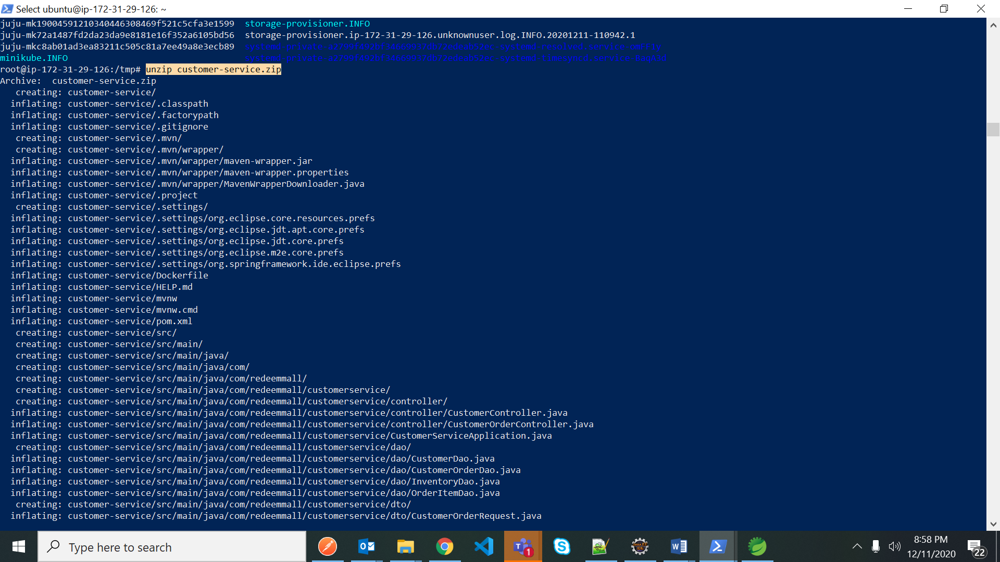 Select ubuntu@ip-172-31-29-126: ~
juju-mk19004591210340446308469f521c5cfa3e1599  storage-provisioner.INFO
juju-mk72a1487fd2da23da9e8181e16f352a6105bd56  storage-provisioner.ip-172-31-29-126.unknownuser.log.INFO.20201211-110942.1
juju-mkc8ab01ad3ea83211c505c81a7ee49a8e3ecb89
minikube.INFO
root@ip-172-31-29-126:/tmp# unzip customer-service.zip
Archive:  customer-service.zip
   creating: customer-service/
  inflating: customer-service/.classpath
  inflating: customer-service/.factorypath
  inflating: customer-service/.gitignore
   creating: customer-service/.mvn/
   creating: customer-service/.mvn/wrapper/
  inflating: customer-service/.mvn/wrapper/maven-wrapper.jar
  inflating: customer-service/.mvn/wrapper/maven-wrapper.properties
  inflating: customer-service/.mvn/wrapper/MavenWrapperDownloader.java
  inflating: customer-service/.project
   creating: customer-service/.settings/
  inflating: customer-service/.settings/org.eclipse.core.resources.prefs
  inflating: customer-service/.settings/org.eclipse.jdt.apt.core.prefs
  inflating: customer-service/.settings/org.eclipse.jdt.core.prefs
  inflating: customer-service/.settings/org.eclipse.m2e.core.prefs
  inflating: customer-service/.settings/org.springframework.ide.eclipse.prefs
  inflating: customer-service/Dockerfile
  inflating: customer-service/HELP.md
  inflating: customer-service/mvnw
  inflating: customer-service/mvnw.cmd
  inflating: customer-service/pom.xml
   creating: customer-service/src/
   creating: customer-service/src/main/
   creating: customer-service/src/main/java/
   creating: customer-service/src/main/java/com/
   creating: customer-service/src/main/java/com/redeemmall/
   creating: customer-service/src/main/java/com/redeemmall/customerservice/
   creating: customer-service/src/main/java/com/redeemmall/customerservice/controller/
  inflating: customer-service/src/main/java/com/redeemmall/customerservice/controller/CustomerController.java
  inflating: customer-service/src/main/java/com/redeemmall/customerservice/controller/CustomerOrderController.java
  inflating: customer-service/src/main/java/com/redeemmall/customerservice/CustomerServiceApplication.java
   creating: customer-service/src/main/java/com/redeemmall/customerservice/dao/
  inflating: customer-service/src/main/java/com/redeemmall/customerservice/dao/CustomerDao.java
  inflating: customer-service/src/main/java/com/redeemmall/customerservice/dao/CustomerOrderDao.java
  inflating: customer-service/src/main/java/com/redeemmall/customerservice/dao/InventoryDao.java
  inflating: customer-service/src/main/java/com/redeemmall/customerservice/dao/OrderItemDao.java
   creating: customer-service/src/main/java/com/redeemmall/customerservice/dto/
  inflating: customer-service/src/main/java/com/redeemmall/customerservice/dto/CustomerOrderRequest.java
Type here to search
8:58 PM
12/11/2020
22